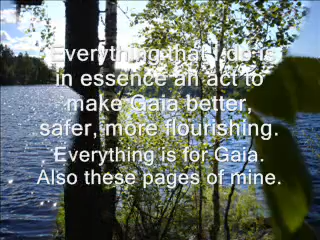 Everything that I do is
in essence an act to
make Gaia better,
safer, more flourishing.
Everything is for Gaia.
Also these pages of mine.